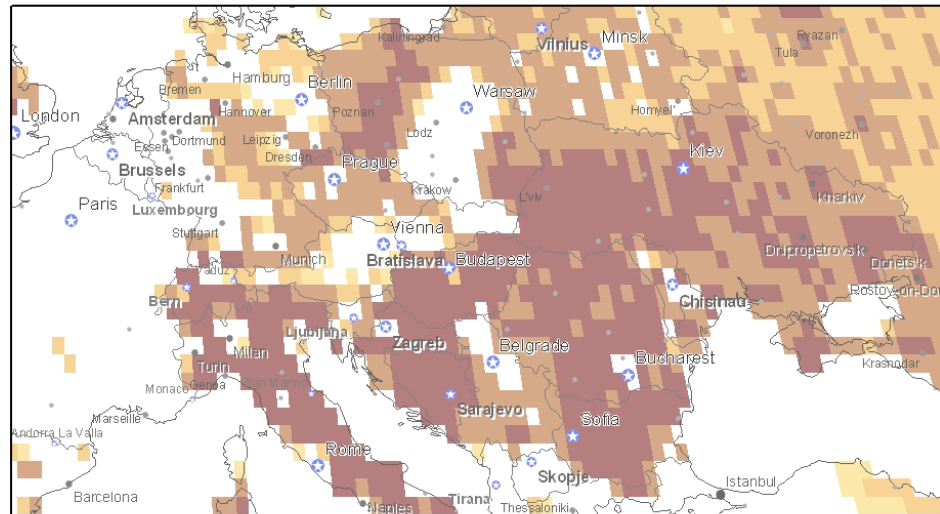 Kaliningrad
Vilnius
Minsk
Ryazan
Tula
Hamburg
Bremen
Berlin
Hannover
Poznan
Warsaw
Homyel'
London
Amsterdam
Lodz
Voronezh
Dortmund
Essen
Leipzig
Dresden
Brussels
Prague
Kiev
Frankfurt
Krakow
L'viv
Kharkiv
Luxembourg
Paris
Stuttgart
Vienna
Munich
Bratislava
Budapest
Dnipropetrovs'k
Donets'k
Vaduz
Bern
Chisinau
Rostov-on-Don
Ljubljana
Zagreb
Milan
Belgrade
Bucharest
Turin
Krasnodar
Monaco
Genoa
San Marino
Sarajevo
Marseille
Sofia
Andorra La Valla
Rome
Skopje
Barcelona
Tirana
Istanbul
Naples
Thessaloniki